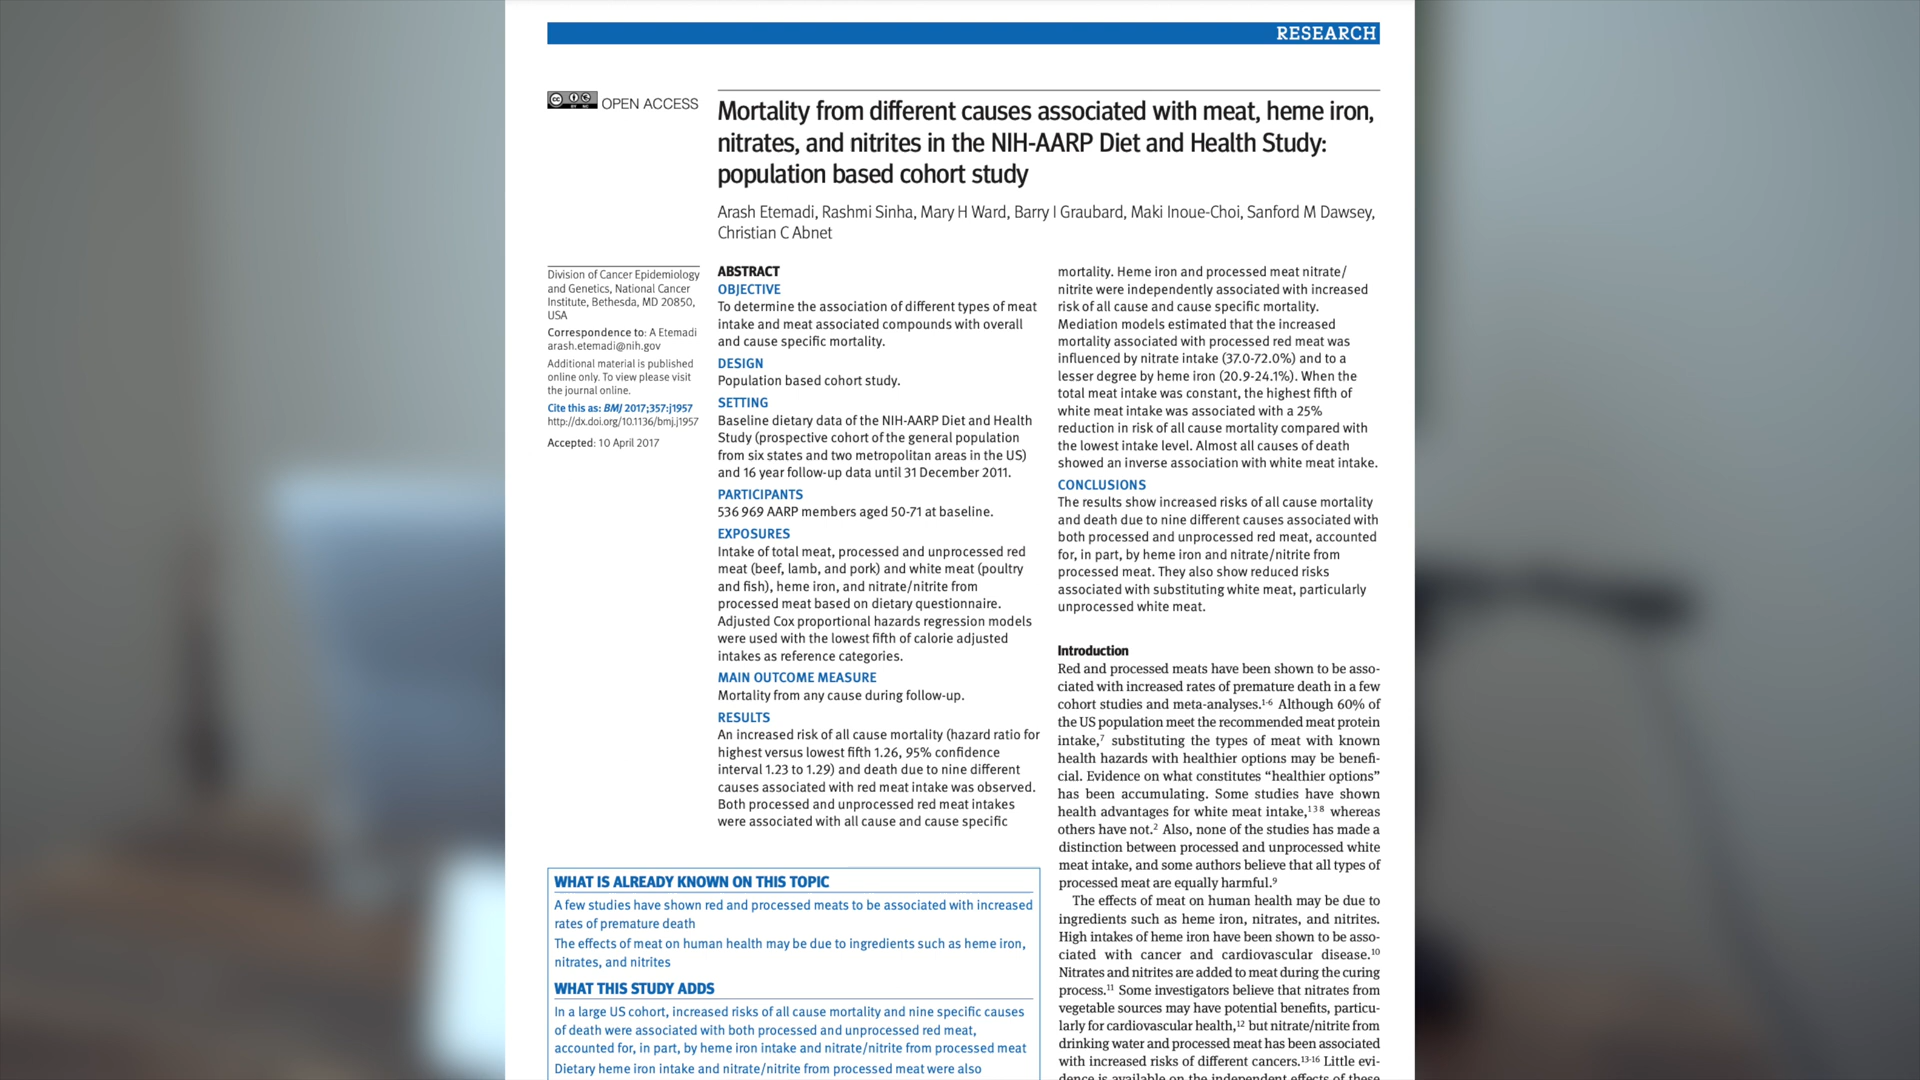 RESEARCH
OPEN ACCESS
Mortality from different causes associated with meat, heme iron,
nitrates, and nitrites in the NIH-AARP Diet and Health Study:
population based cohort study
Arash Etemadi, Rashmi Sinha, Mary H Ward, Barry I Graubard, Maki Inoue-Choi, Sanford M Dawsey,
Christian C Abnet
Division of Cancer Epidemiology
and Genetics, National Cancer
Institute, Bethesda, MD 20850,
USA
Correspondence to: A Etemadi
arash.etemadi@nih.gov
Additional material is published
online only. To view please visit
the journal online.
Cite this as: BMJ 2017;357:j1957
http://dx.doi.org/10.1136/bmj.j1957
Accepted: 10 April 2017
ABSTRACT
OBJECTIVE
To determine the association of different types of meat
intake and meat associated compounds with overall
and cause specific mortality.
DESIGN
Population based cohort study.
SETTING
Baseline dietary data of the NIH-AARP Diet and Health
Study (prospective cohort of the general population
from six states and two metropolitan areas in the US)
and 16 year follow-up data until 31 December 2011.
PARTICIPANTS
536 969 AARP members aged 50-71 at baseline.
EXPOSURES
Intake of total meat, processed and unprocessed red
meat (beef, lamb, and pork) and white meat (poultry
and fish), heme iron, and nitrate/nitrite from
processed meat based on dietary questionnaire.
Adjusted Cox proportional hazards regression models
were used with the lowest fifth of calorie adjusted
intakes as reference categories.
MAIN OUTCOME MEASURE
Mortality from any cause during follow-up.
RESULTS
An increased risk of all cause mortality (hazard ratio for
highest versus lowest fifth 1.26, 95% confidence
interval 1.23 to 1.29) and death due to nine different
causes associated with red meat intake was observed.
Both processed and unprocessed red meat intakes
were associated with all cause and cause specific
mortality. Heme iron and processed meat nitrate/
nitrite were independently associated with increased
risk of all cause and cause specific mortality.
Mediation models estimated that the increased
mortality associated with processed red meat was
influenced by nitrate intake (37.0-72.0%) and to a
lesser degree by heme iron (20.9-24.1%). When the
total meat intake was constant, the highest fifth of
white meat intake was associated with a 25%
reduction in risk of all cause mortality compared with
the lowest intake level. Almost all causes of death
showed an inverse association with white meat intake.
CONCLUSIONS
The results show increased risks of all cause mortality
and death due to nine different causes associated with
both processed and unprocessed red meat, accounted
for, in part, by heme iron and nitrate/nitrite from
processed meat. They also show reduced risks
associated with substituting white meat, particularly
unprocessed white meat.
Introduction
Red and processed meats have been shown to be asso-
ciated with increased rates of premature death in a few
cohort studies and meta-analyses.1-6 Although 60% of
the US population meet the recommended meat protein
intake,7 substituting the types of meat with known
health hazards with healthier options may be benefi-
cial. Evidence on what constitutes “healthier options”
has been accumulating. Some studies have shown
health advantages for white meat intake,1 3 8 whereas
others have not.2 Also, none of the studies has made a
distinction between processed and unprocessed white
meat intake, and some authors believe that all types of
processed meat are equally harmful.9
The effects of meat on human health may be due to
ingredients such as heme iron, nitrates, and nitrites.
High intakes of heme iron have been shown to be asso-
ciated with cancer and cardiovascular disease.10
Nitrates and nitrites are added to meat during the curing
process.11 Some investigators believe that nitrates from
vegetable sources may have potential benefits, particu-
larly for cardiovascular health,12 but nitrate/nitrite from
drinking water and processed meat has been associated
with increased risks of different cancers.13-16 Little evi-
dence is available on the independent effects of these
WHAT IS ALREADY KNOWN ON THIS TOPIC
A few studies have shown red and processed meats to be associated with increased
rates of premature death
The effects of meat on human health may be due to ingredients such as heme iron,
nitrates, and nitrites
WHAT THIS STUDY ADDS
In a large US cohort, increased risks of all cause mortality and nine specific causes
of death were associated with both processed and unprocessed red meat,
accounted for, in part, by heme iron intake and nitrate/nitrite from processed meat
Dietary heme iron intake and nitrate/nitrite from processed meat were also